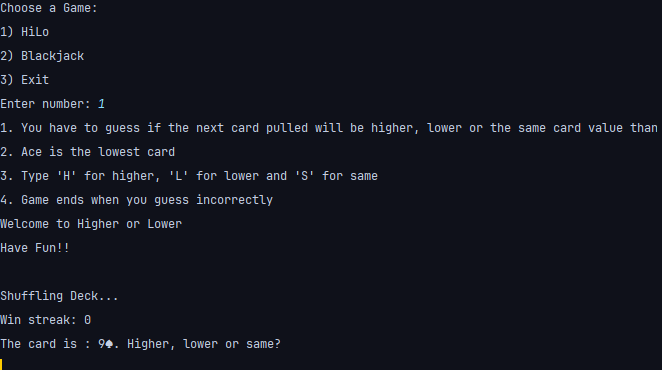 Choose a Game:
1) HiLo
2) Blackjack
3) Exit
Enter number: 1
1. You have to guess if the next card pulled will be higher, lower or the same card value than
2. Ace is the lowest card
3. Type 'H' for higher, 'L' for lower and 'S' for same
4. Game ends when you guess incorrectly
Welcome to Higher or Lower
Have Fun!!
Shuffling Deck...
Win streak: 0
The card is : 9♠. Higher, lower or same?